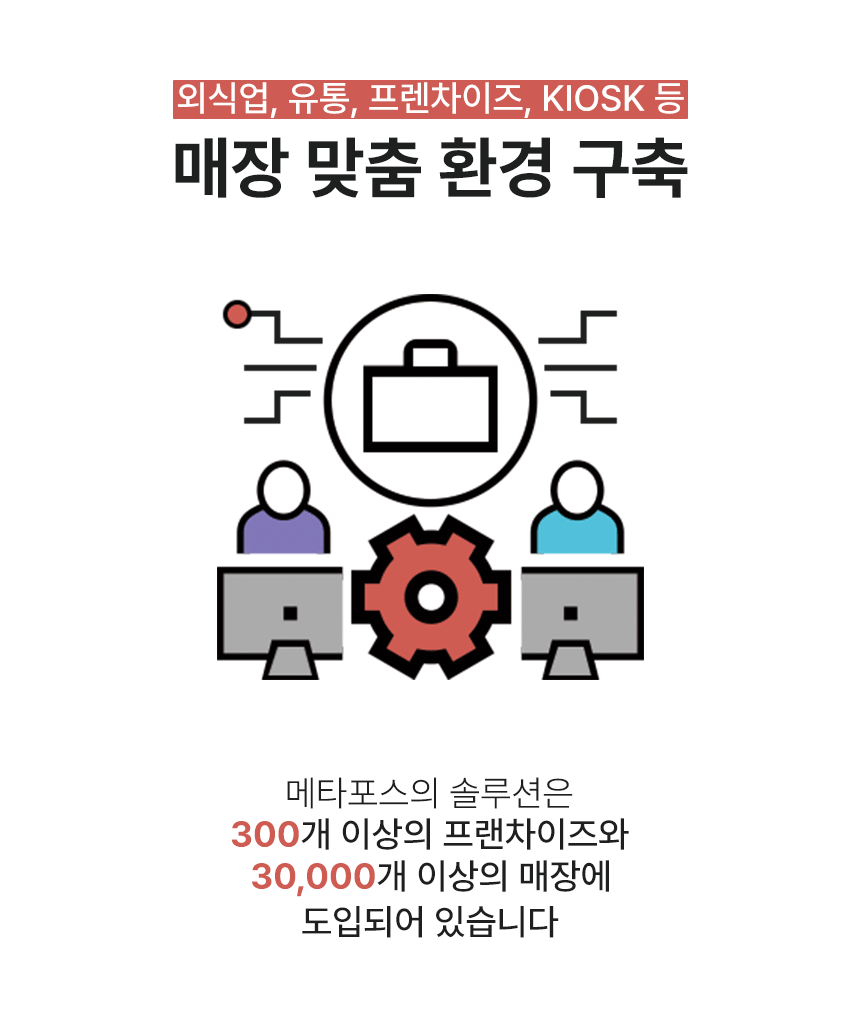 외식업, 유통, 프렌차이즈, KIOSK 등
매장 맞춤 환경 구축
메타포스의 솔루션은
300개 이상의 프랜차이즈와
30,000개 이상의 매장에
도입되어 있습니다